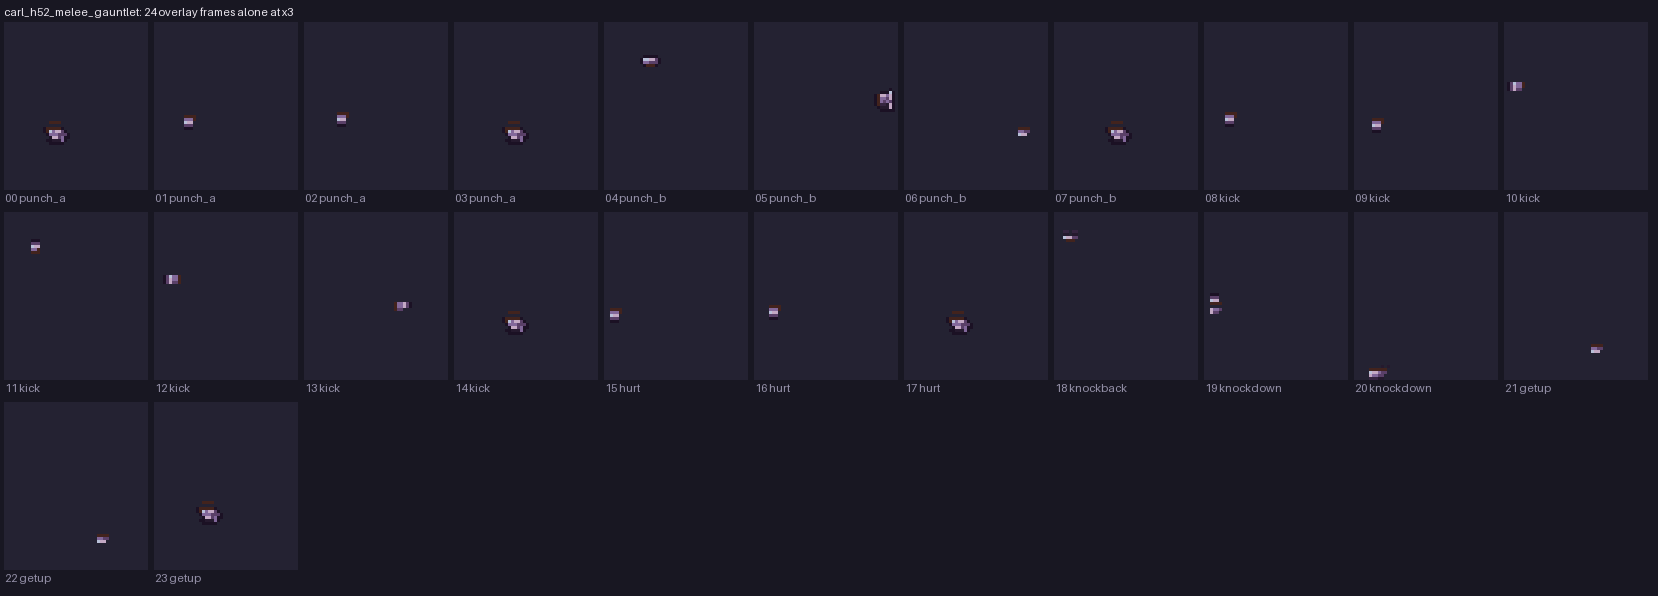 carl_h52_melee_gauntlet: 24 overlay frames alone at x3
00 punch_a
01 punch_a
02 punch_a
03 punch_a
04 punch_b
05 punch_b
06 punch_b
07 punch_b
08 kick
09 kick
10 kick
11 kick
12 kick
13 kick
14 kick
15 hurt
16 hurt
17 hurt
18 knockback
19 knockdown
20 knockdown
21 getup
22 getup
23 getup